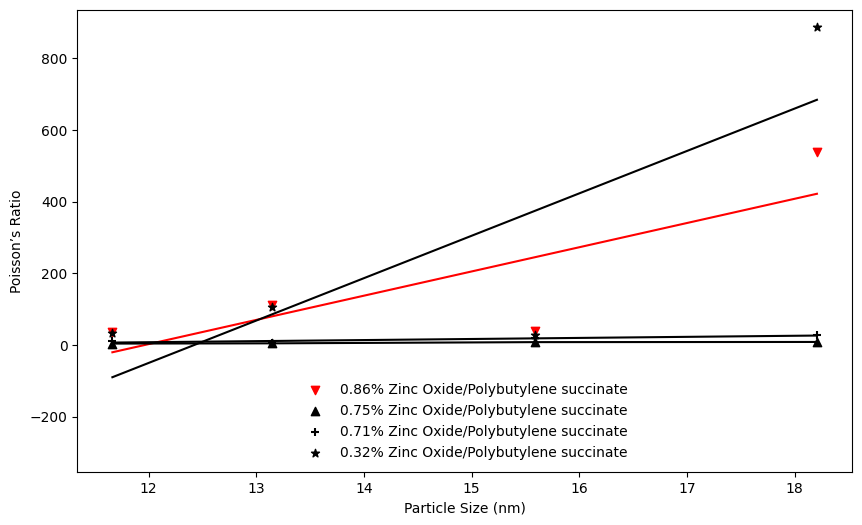 800
600
400
200
0
−200
Poisson’s Ratio
0.86% Zinc Oxide/Polybutylene succinate
0.75% Zinc Oxide/Polybutylene succinate
0.71% Zinc Oxide/Polybutylene succinate
0.32% Zinc Oxide/Polybutylene succinate
12 13 14 15 16 17 18
Particle Size (nm)